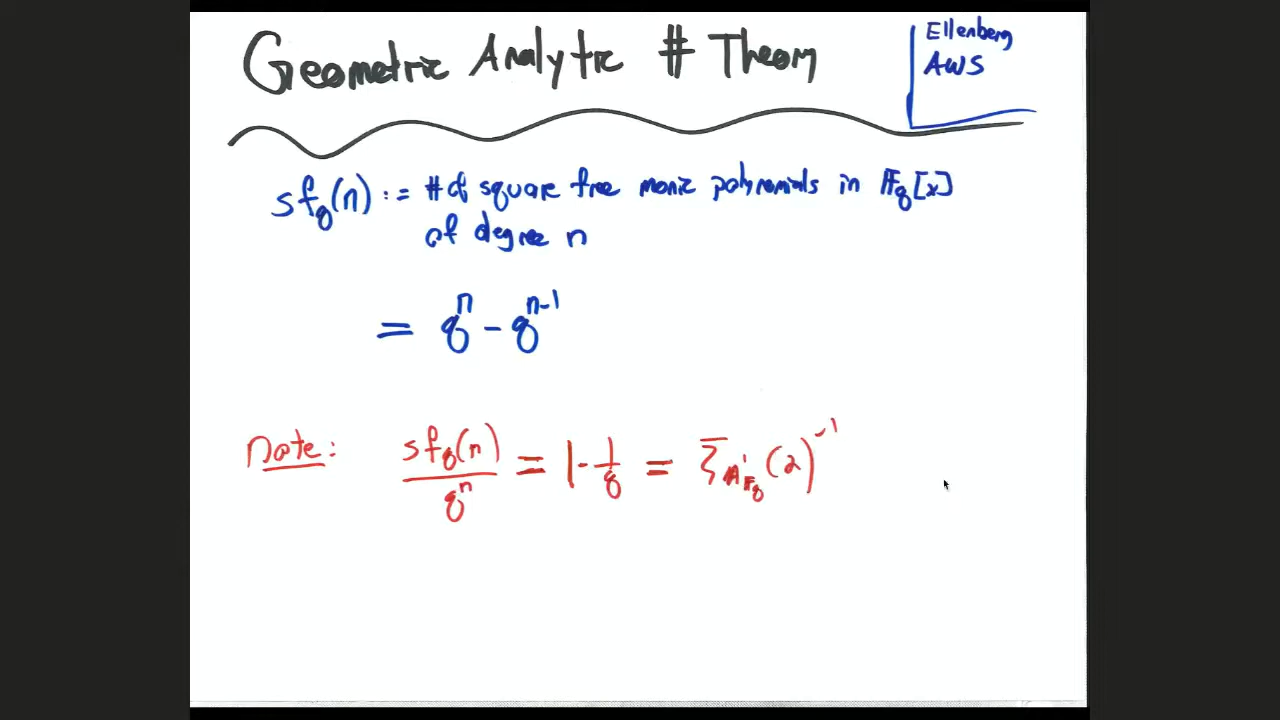 Geometric Analytic # Theory
Ellenberg
AWS
sf_q(n) := # of square free monic polynomials in 𝔽_q[x]
of degree n
= q^n - q^{n-1}
Note: sf_q(n)/q^n = 1 - 1/q = ζ_{𝔸^1_{𝔽_q}}(2)^{-1}